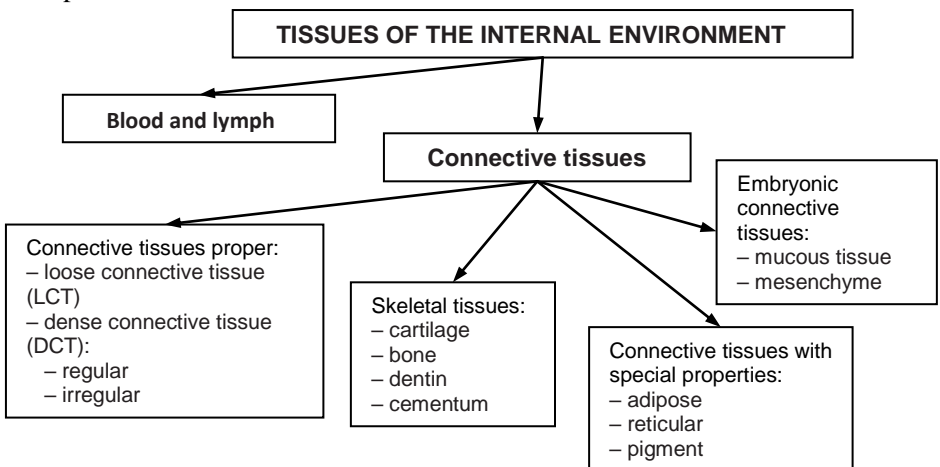 TISSUES OF THE INTERNAL ENVIRONMENT
Blood and lymph
Connective tissues
Connective tissues proper:
– loose connective tissue
(LCT)
– dense connective tissue
(DCT):
– regular
– irregular
Skeletal tissues:
– cartilage
– bone
– dentin
– cementum
Connective tissues with
special properties:
– adipose
– reticular
– pigment
Embryonic
connective
tissues:
– mucous tissue
– mesenchyme